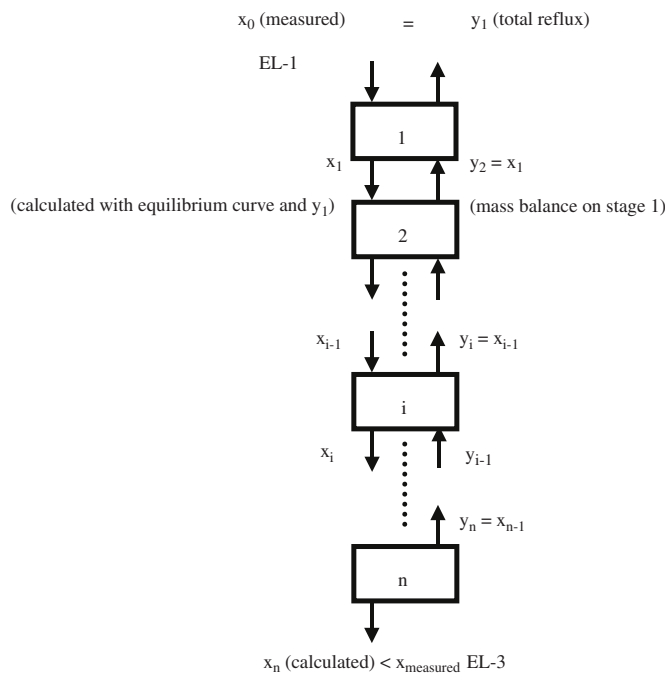 x0 (measured) = y1 (total reflux)
EL-1
1
x1 y2 = x1
(calculated with equilibrium curve and y1) (mass balance on stage 1)
2
xi-1 yi = xi-1
i
xi yi-1
yn = xn-1
n
xn (calculated) < xmeasured EL-3